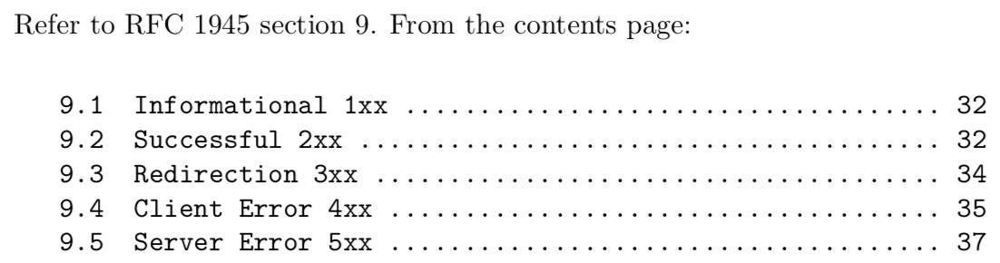 Refer to RFC 1945 section 9. From the contents page:
9.1 Informational 1xx .................................... 32
9.2 Successful 2xx ....................................... 32
9.3 Redirection 3xx ...................................... 34
9.4 Client Error 4xx ..................................... 35
9.5 Server Error 5xx ..................................... 37